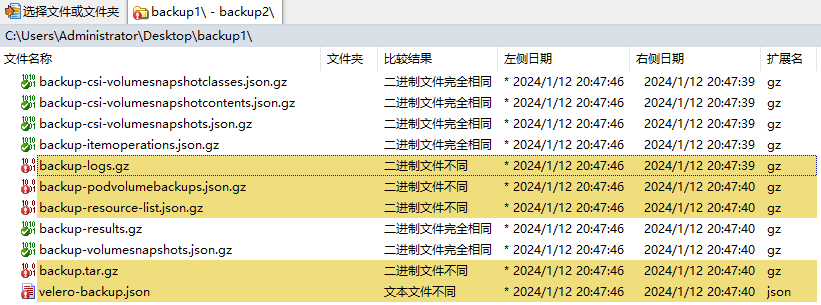 选择文件或文件夹 backup1\ - backup2\
C:\Users\Administrator\Desktop\backup1\
文件名称 文件夹 比较结果 左侧日期 右侧日期 扩展名
backup-csi-volumesnapshotclasses.json.gz 二进制文件完全相同 * 2024/1/12 20:47:46 2024/1/12 20:47:39 gz
backup-csi-volumesnapshotcontents.json.gz 二进制文件完全相同 * 2024/1/12 20:47:46 2024/1/12 20:47:39 gz
backup-csi-volumesnapshots.json.gz 二进制文件完全相同 * 2024/1/12 20:47:46 2024/1/12 20:47:39 gz
backup-itemoperations.json.gz 二进制文件完全相同 * 2024/1/12 20:47:46 2024/1/12 20:47:39 gz
backup-logs.gz 二进制文件不同 * 2024/1/12 20:47:46 2024/1/12 20:47:39 gz
backup-podvolumebackups.json.gz 二进制文件不同 * 2024/1/12 20:47:46 2024/1/12 20:47:40 gz
backup-resource-list.json.gz 二进制文件不同 * 2024/1/12 20:47:46 2024/1/12 20:47:40 gz
backup-results.gz 二进制文件完全相同 * 2024/1/12 20:47:46 2024/1/12 20:47:40 gz
backup-volumesnapshots.json.gz 二进制文件完全相同 * 2024/1/12 20:47:46 2024/1/12 20:47:40 gz
backup.tar.gz 二进制文件不同 * 2024/1/12 20:47:46 2024/1/12 20:47:40 gz
velero-backup.json 文本文件不同 * 2024/1/12 20:47:46 2024/1/12 20:47:40 json